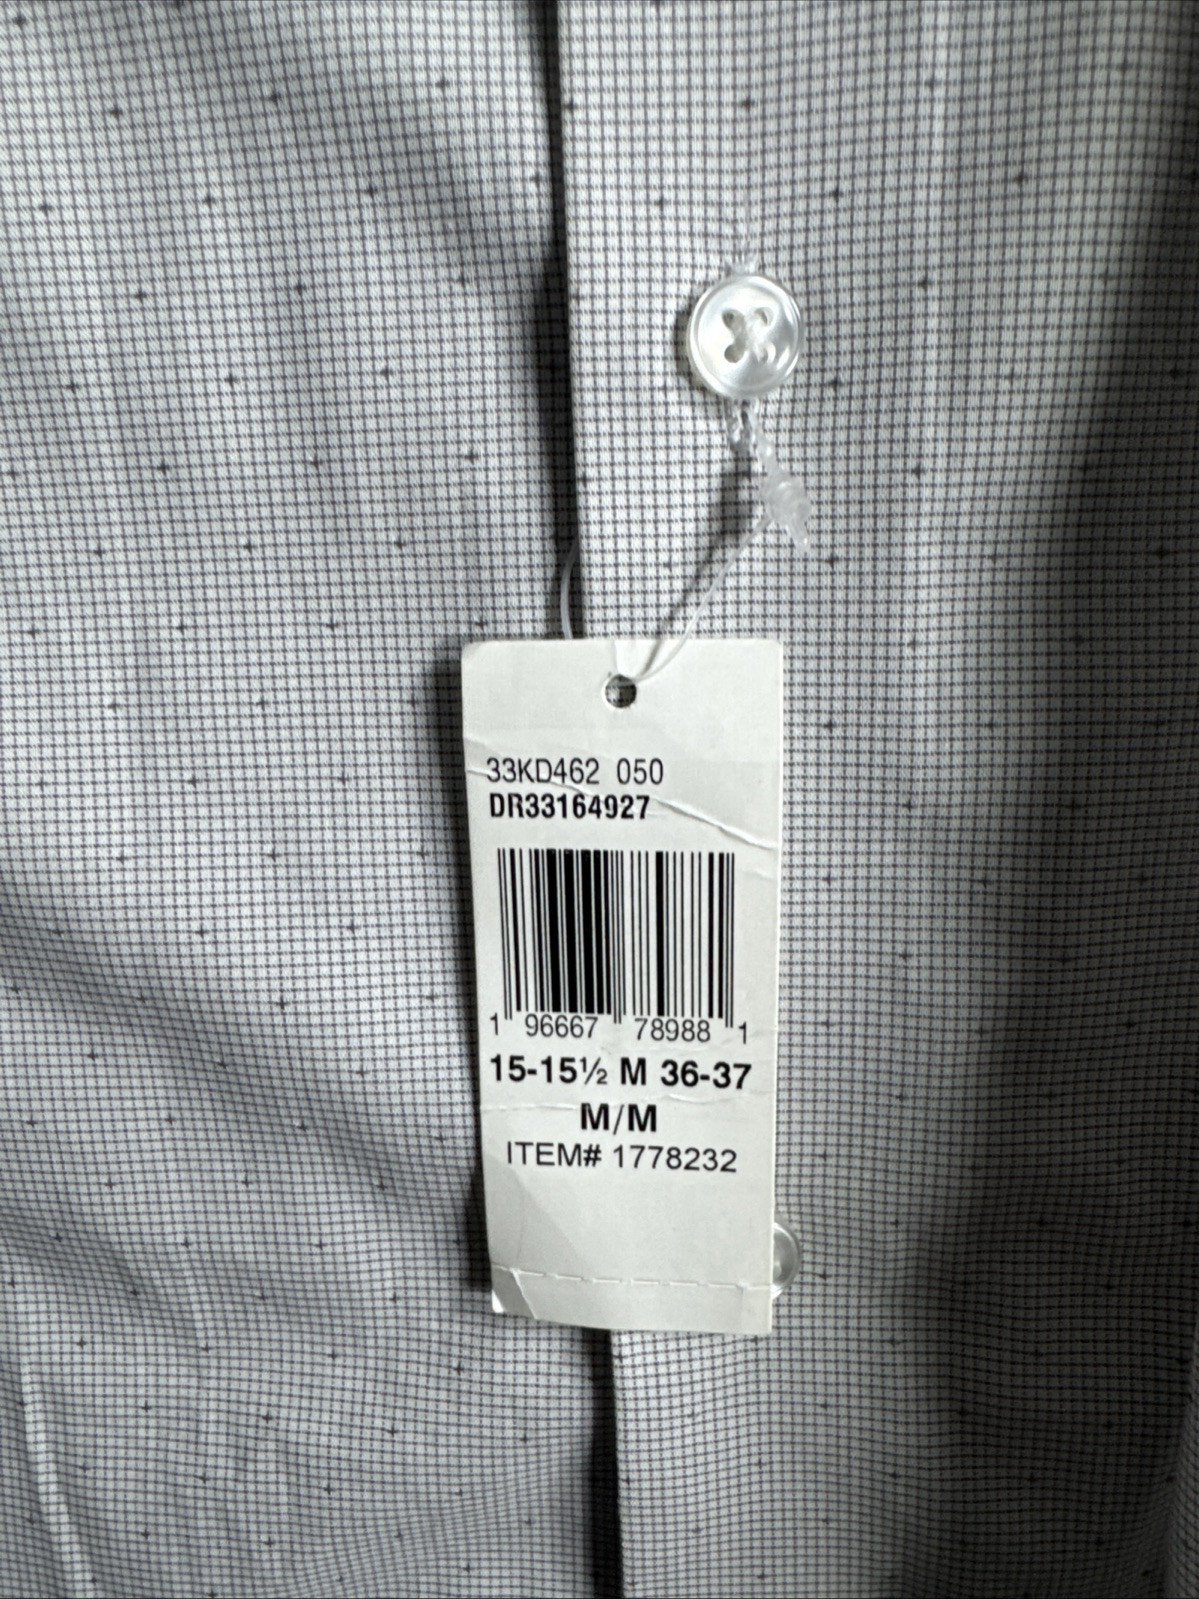 33KD462 050
DR33164927
1 96667 78988 1
15-15½ M 36-37
M/M
ITEM# 1778232